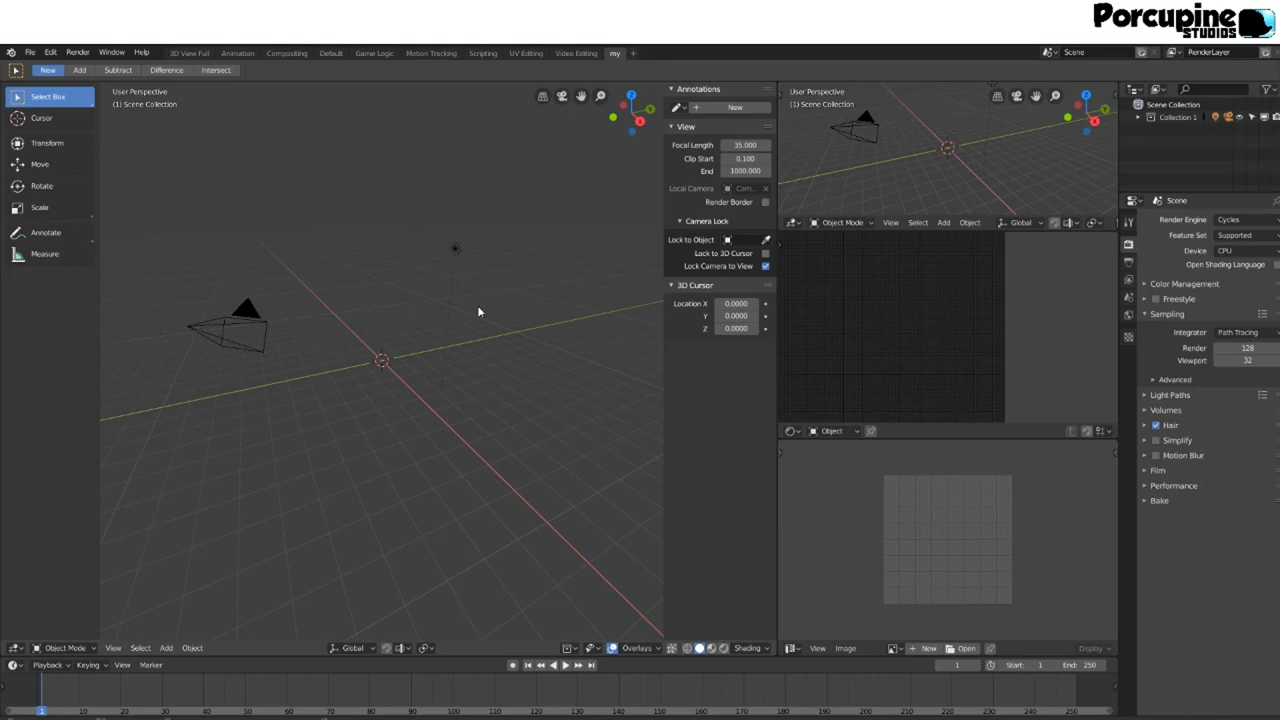 Porcupine
STUDIOS
File Edit Render Window Help
3D View Full Animation Compositing Default Game Logic Motion Tracking Scripting UV Editing Video Editing my +
Scene
RenderLayer
New Add Subtract Difference Intersect
Select Box
Cursor
Transform
Move
Rotate
Scale
Annotate
Measure
User Perspective
(1) Scene Collection
Z
Y
X
Annotations
New
View
Focal Length 35.000
Clip Start 0.100
End 1000.000
Local Camera Cam...
Render Border
Camera Lock
Lock to Object
Lock to 3D Cursor
Lock Camera to View
3D Cursor
Location X 0.0000
Y 0.0000
Z 0.0000
User Perspective
(1) Scene Collection
Z
Y
X
Object Mode View Select Add Object Global
Object
View Image New Open Display
Scene Collection
Collection 1
Scene
Render Engine Cycles
Feature Set Supported
Device CPU
Open Shading Language
Color Management
Freestyle
Sampling
Integrator Path Tracing
Render 128
Viewport 32
Advanced
Light Paths
Volumes
Hair
Simplify
Motion Blur
Film
Performance
Bake
Object Mode View Select Add Object Global Overlays Shading
Playback Keying View Marker 1 Start: 1 End: 250
1 10 20 30 40 50 60 70 80 90 100 110 120 130 140 150 160 170 180 190 200 210 220 230 240 250